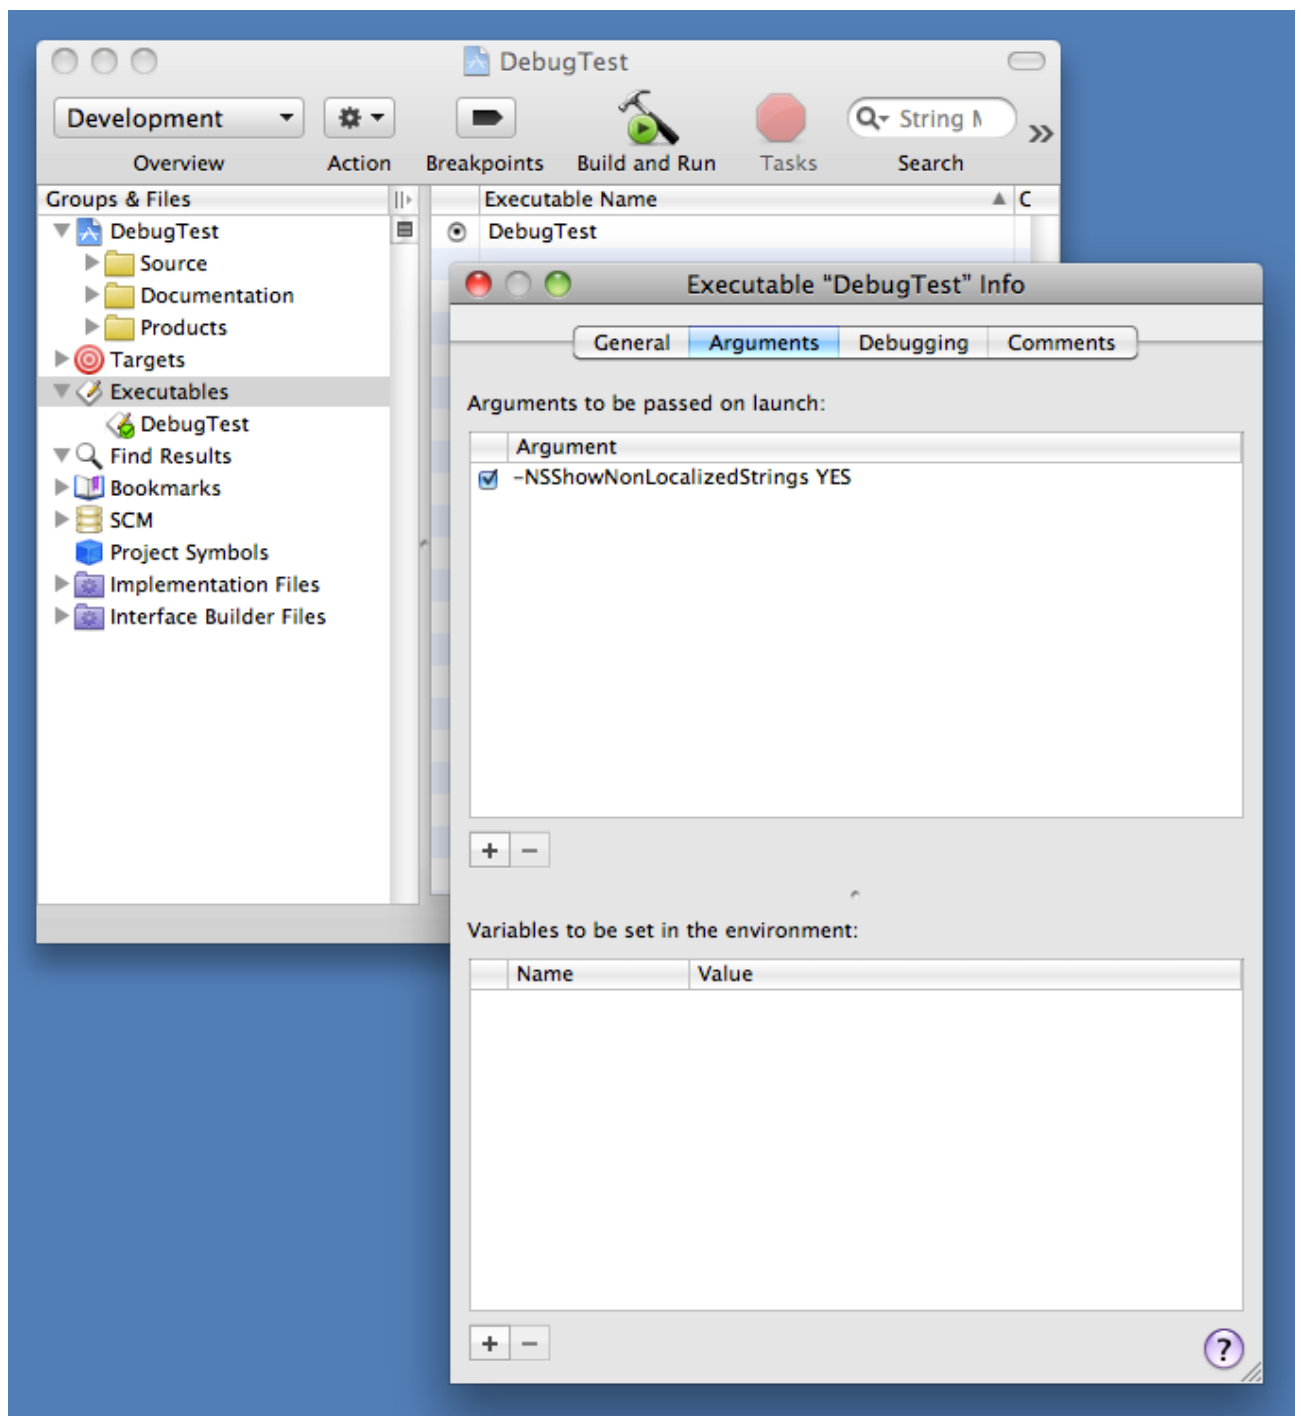 DebugTest
Development
String M
Overview
Action
Breakpoints
Build and Run
Tasks
Search
Groups & Files
Executable Name
C
DebugTest
DebugTest
Source
Documentation
Products
Targets
Executables
DebugTest
Find Results
Bookmarks
SCM
Project Symbols
Implementation Files
Interface Builder Files
Executable “DebugTest” Info
General
Arguments
Debugging
Comments
Arguments to be passed on launch:
Argument
-NSShowNonLocalizedStrings YES
+ −
Variables to be set in the environment:
Name
Value
+ −
?